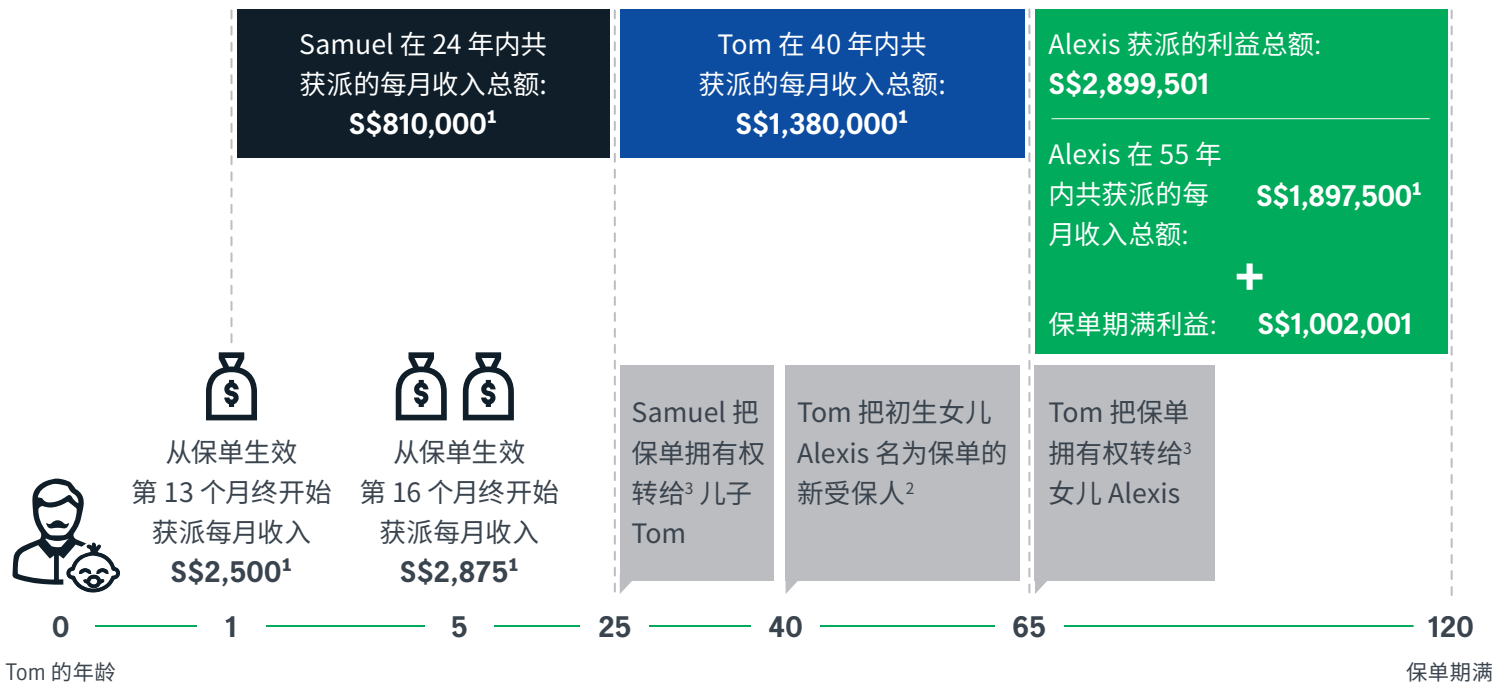 Samuel 在 24 年内共
获派的每月收入总额:
S$810,000¹
Tom 在 40 年内共
获派的每月收入总额:
S$1,380,000¹
Alexis 获派的利益总额:
S$2,899,501
Alexis 在 55 年
内共获派的每
月收入总额:
S$1,897,500¹
+
保单期满利益:
S$1,002,001
$
从保单生效
第 13 个月终开始
获派每月收入
S$2,500¹
$ $
从保单生效
第 16 个月终开始
获派每月收入
S$2,875¹
Samuel 把
保单拥有权
转给³ 儿子
Tom
Tom 把初生女儿
Alexis 名为保单的
新受保人²
Tom 把保单
拥有权转给³
女儿 Alexis
0 1 5 25 40 65 120
Tom 的年龄
保单期满